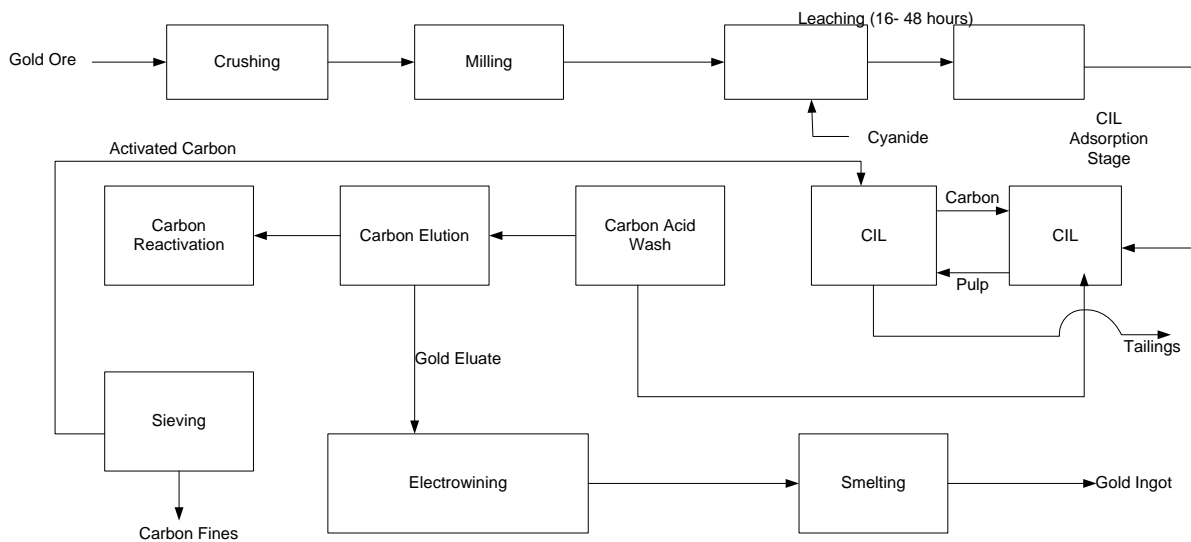 Leaching (16- 48 hours)
Gold Ore
Crushing
Milling
Cyanide
CIL
Adsorption
Stage
Activated Carbon
Carbon
Reactivation
Carbon Elution
Carbon Acid
Wash
CIL
Carbon
Pulp
CIL
Tailings
Gold Eluate
Sieving
Electrowining
Smelting
Gold Ingot
Carbon Fines